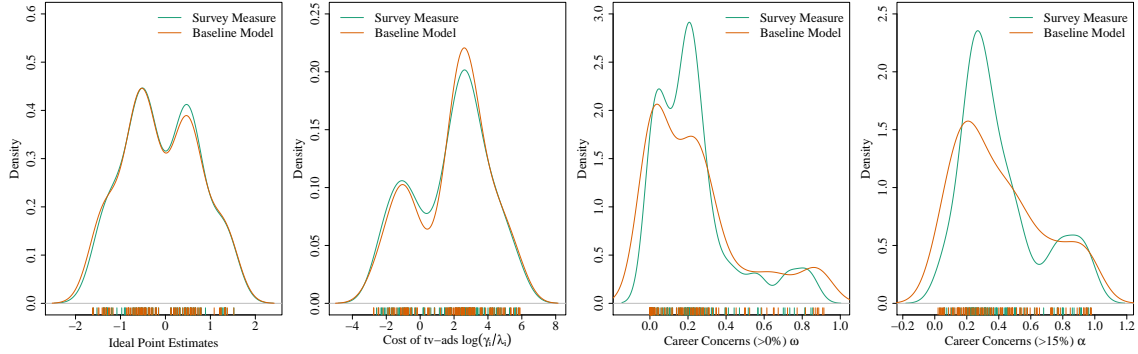 0.0 0.1 0.2 0.3 0.4 0.5 0.6
Density
Survey Measure
Baseline Model
−2 −1 0 1 2
Ideal Point Estimates
0.00 0.05 0.10 0.15 0.20 0.25
Density
Survey Measure
Baseline Model
−4 −2 0 2 4 6 8
Cost of tv−ads log(γi/λi)
0.0 0.5 1.0 1.5 2.0 2.5 3.0
Density
Survey Measure
Baseline Model
0.0 0.2 0.4 0.6 0.8 1.0
Career Concerns (>0%) ω
0.0 0.5 1.0 1.5 2.0 2.5
Density
Survey Measure
Baseline Model
−0.2 0.0 0.2 0.4 0.6 0.8 1.0 1.2
Career Concerns (>15%) α